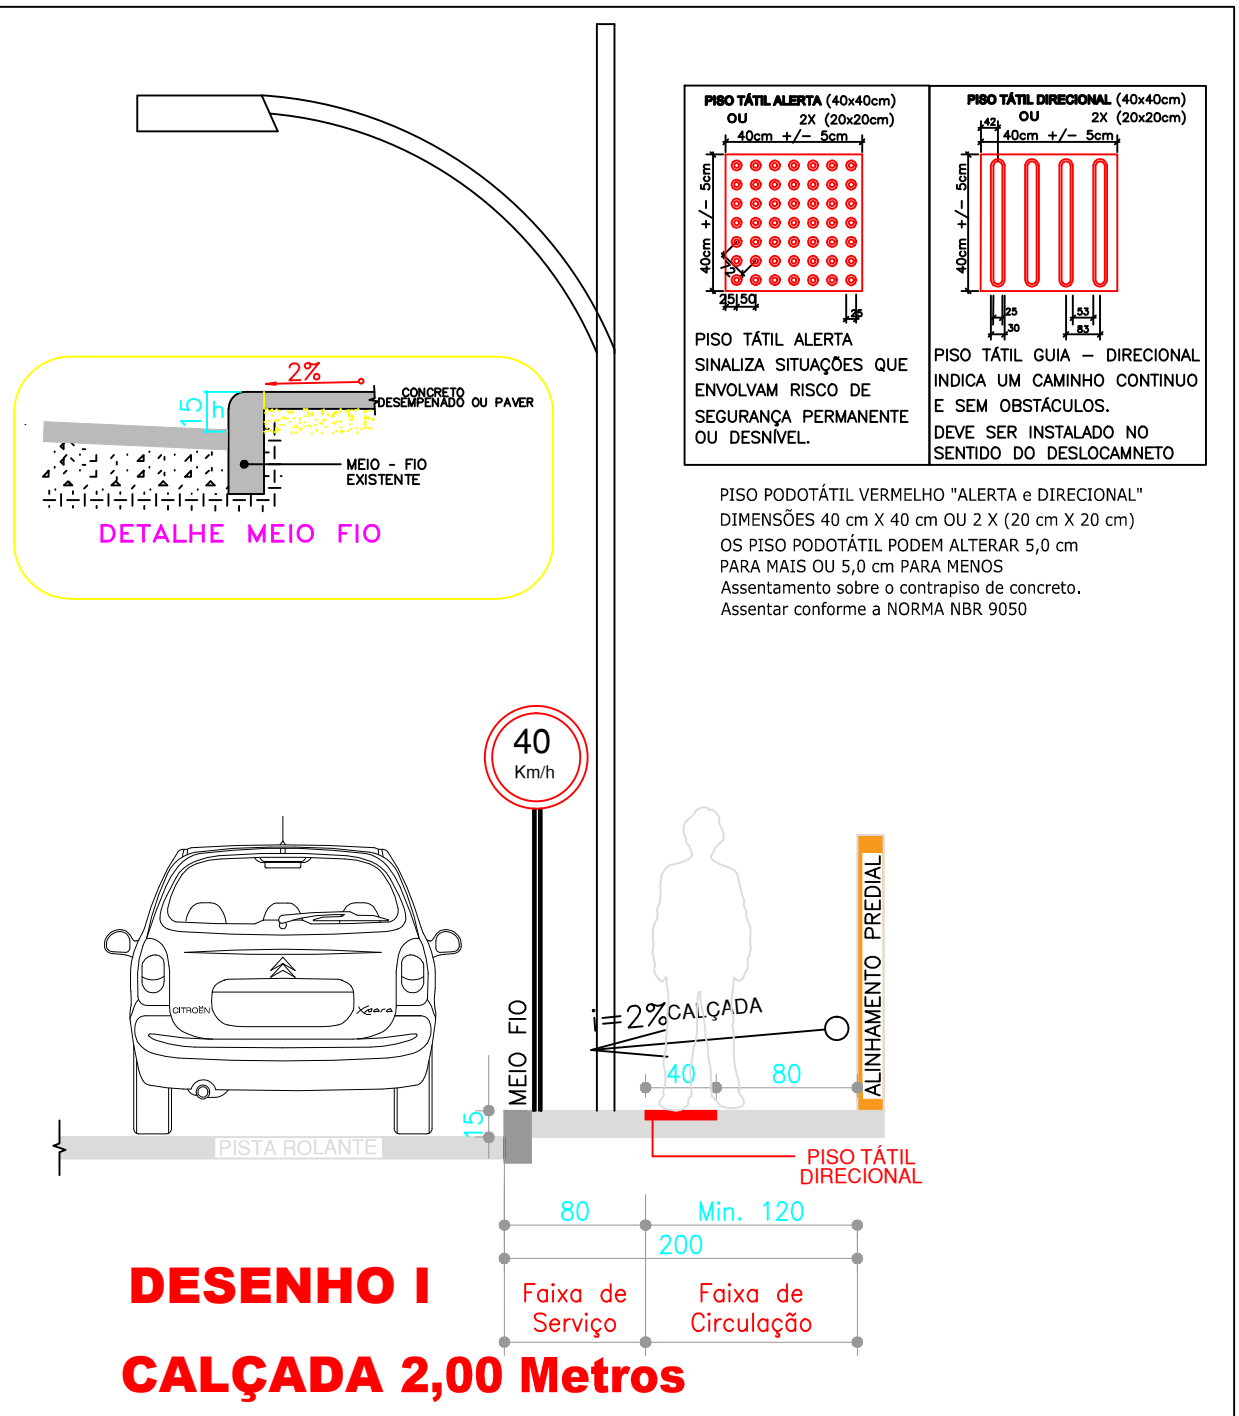 PISO TÁTIL ALERTA (40x40cm)
OU 2X (20x20cm)
40cm +/- 5cm
40cm +/- 5cm
72
25
50
25
PISO TÁTIL ALERTA
SINALIZA SITUAÇÕES QUE
ENVOLVAM RISCO DE
SEGURANÇA PERMANENTE
OU DESNÍVEL.
PISO TÁTIL DIRECIONAL (40x40cm)
OU 2X (20x20cm)
42
40cm +/- 5cm
40cm +/- 5cm
25
30
53
83
PISO TÁTIL GUIA – DIRECIONAL
INDICA UM CAMINHO CONTINUO
E SEM OBSTÁCULOS.
DEVE SER INSTALADO NO
SENTIDO DO DESLOCAMNETO
2%
15
h
CONCRETO
DESEMPENADO OU PAVER
MEIO - FIO
EXISTENTE
DETALHE MEIO FIO
PISO PODOTÁTIL VERMELHO "ALERTA e DIRECIONAL"
DIMENSÕES 40 cm X 40 cm OU 2 X (20 cm X 20 cm)
OS PISO PODOTÁTIL PODEM ALTERAR 5,0 cm
PARA MAIS OU 5,0 cm PARA MENOS
Assentamento sobre o contrapiso de concreto.
Assentar conforme a NORMA NBR 9050
40
Km/h
CITROËN
Xsara
MEIO FIO
i=2%
CALÇADA
ALINHAMENTO PREDIAL
40
80
15
PISTA ROLANTE
PISO TÁTIL
DIRECIONAL
80
Min. 120
200
Faixa de
Serviço
Faixa de
Circulação
DESENHO I
CALÇADA 2,00 Metros